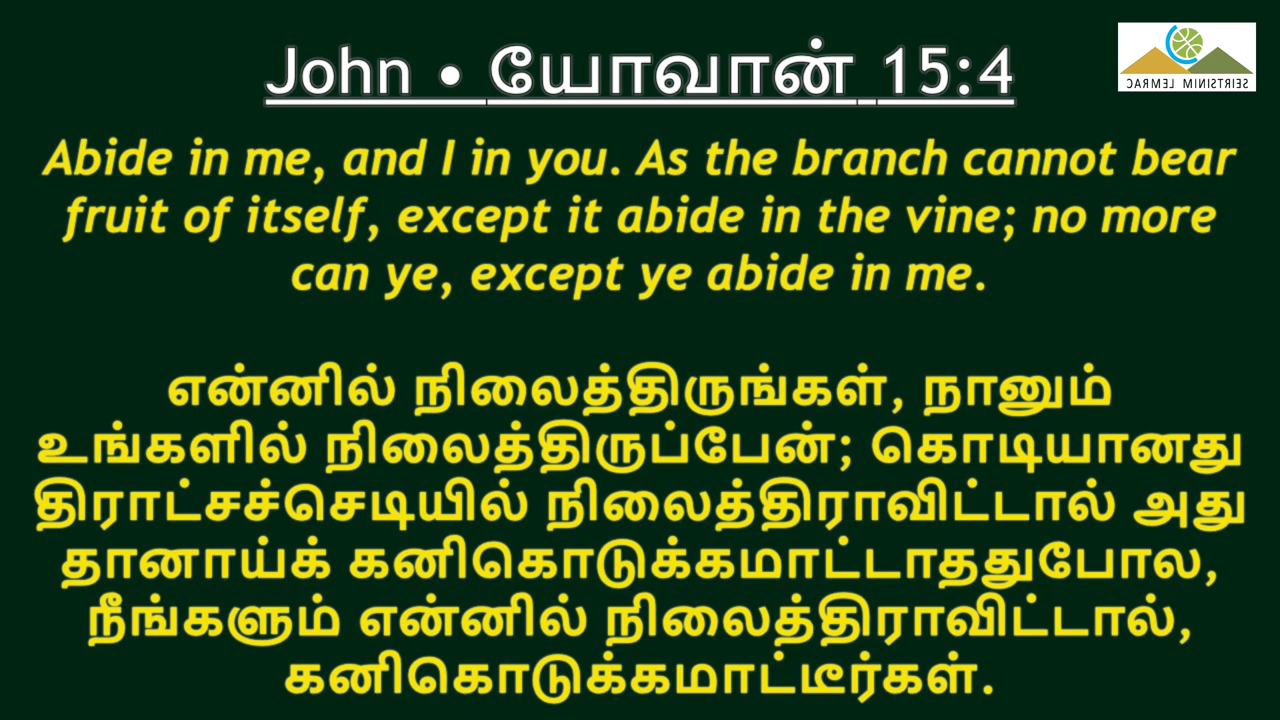 John • யோவான் 15:4
CARMEL MINISTRIES
Abide in me, and I in you. As the branch cannot bear
fruit of itself, except it abide in the vine; no more
can ye, except ye abide in me.
என்னில் நிலைத்திருங்கள், நானும்
உங்களில் நிலைத்திருப்பேன்; கொடியானது
திராட்சச்செடியில் நிலைத்திராவிட்டால் அது
தானாய்க் கனிகொடுக்கமாட்டாததுபோல,
நீங்களும் என்னில் நிலைத்திராவிட்டால்,
கனிகொடுக்கமாட்டீர்கள்.